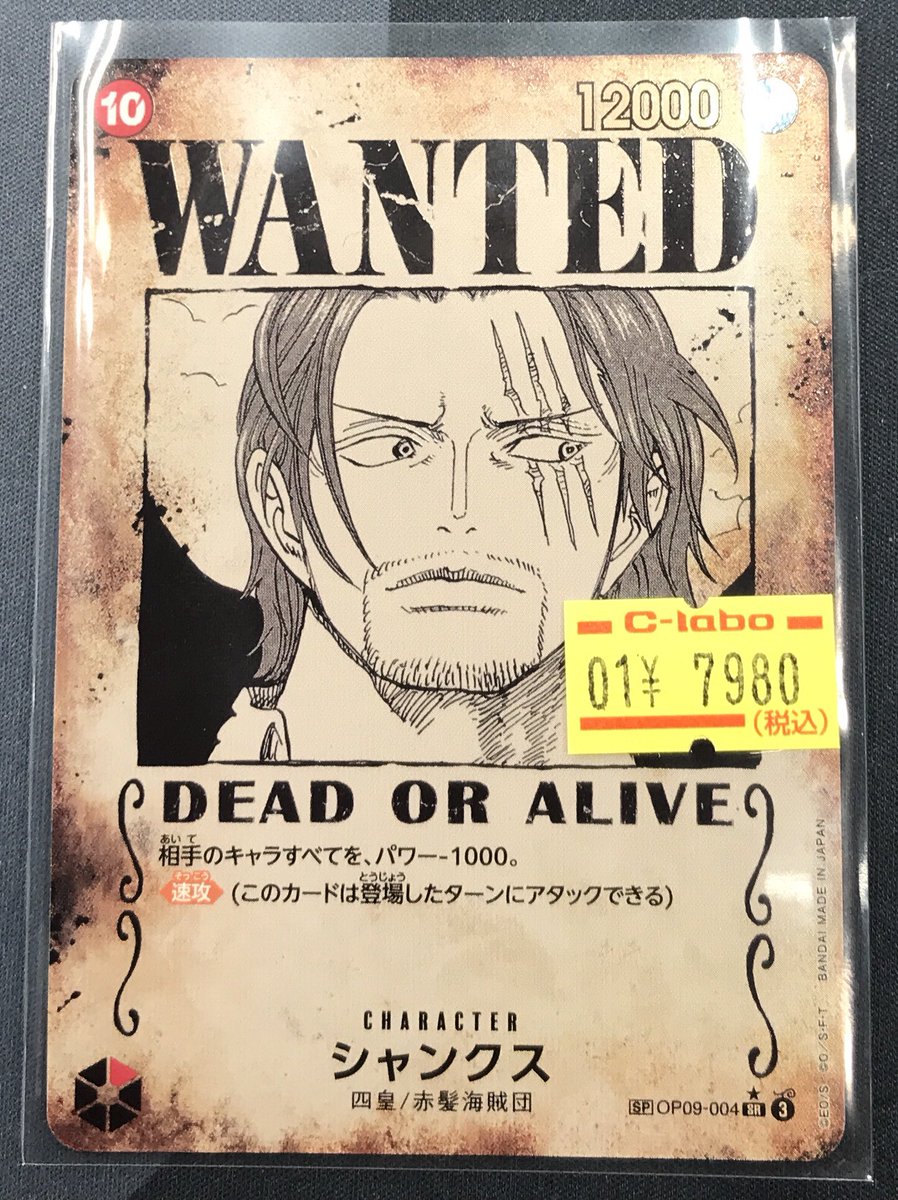 10
12000
WANTED
C-labo
01¥ 7980
(税込)
DEAD OR ALIVE
相手のキャラすべてを、パワー-1000。
速攻 (このカードは登場したターンにアタックできる)
CHARACTER
シャンクス
四皇/赤髪海賊団
SP OP09-004 SR 3
©EO/S ©O/S・F・T BANDAI MADE IN JAPAN